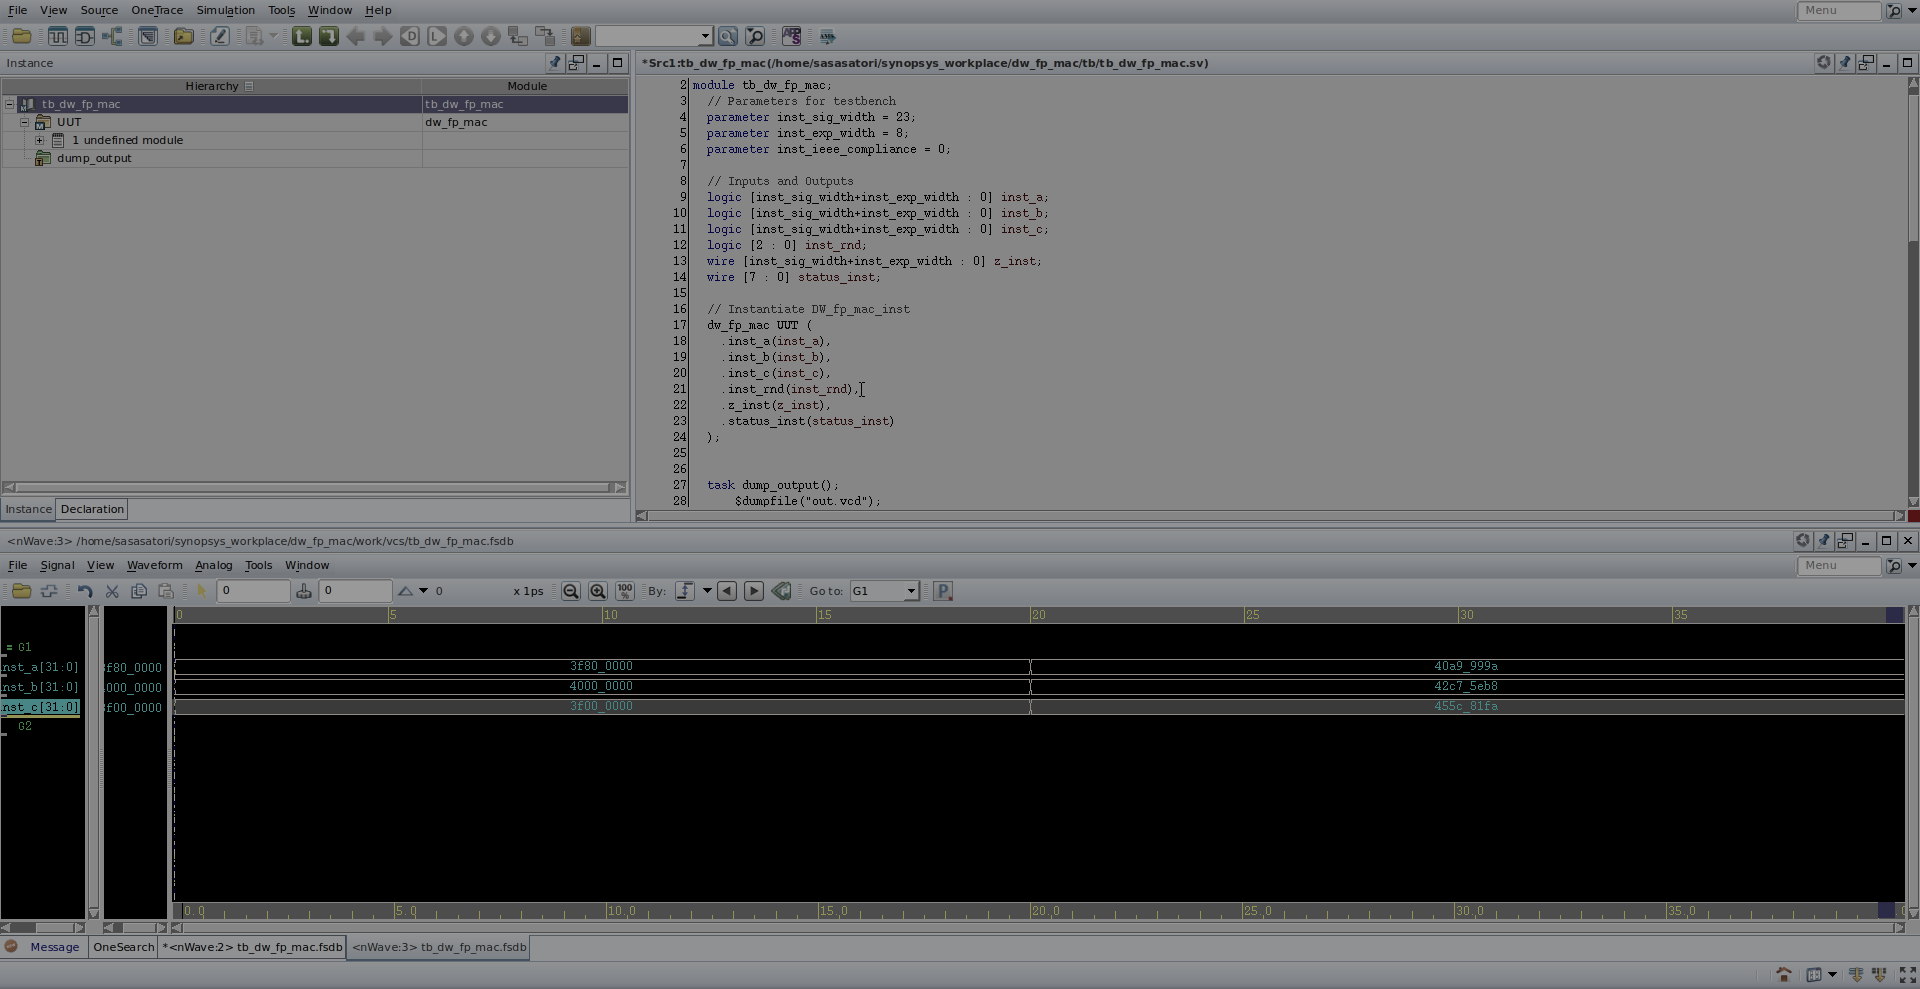 File View Source OneTrace Simulation Tools Window Help Menu
Instance
Hierarchy Module
tb_dw_fp_mac tb_dw_fp_mac
UUT dw_fp_mac
1 undefined module
dump_output
Instance Declaration
*Src1:tb_dw_fp_mac(/home/sasasatori/synopsys_workplace/dw_fp_mac/tb/tb_dw_fp_mac.sv)
2 module tb_dw_fp_mac;
3 // Parameters for testbench
4 parameter inst_sig_width = 23;
5 parameter inst_exp_width = 8;
6 parameter inst_ieee_compliance = 0;
7
8 // Inputs and Outputs
9 logic [inst_sig_width+inst_exp_width : 0] inst_a;
10 logic [inst_sig_width+inst_exp_width : 0] inst_b;
11 logic [inst_sig_width+inst_exp_width : 0] inst_c;
12 logic [2 : 0] inst_rnd;
13 wire [inst_sig_width+inst_exp_width : 0] z_inst;
14 wire [7 : 0] status_inst;
15
16 // Instantiate DW_fp_mac_inst
17 dw_fp_mac UUT (
18 .inst_a(inst_a),
19 .inst_b(inst_b),
20 .inst_c(inst_c),
21 .inst_rnd(inst_rnd),
22 .z_inst(z_inst),
23 .status_inst(status_inst)
24 );
25
26
27 task dump_output();
28 $dumpfile("out.vcd");
<nWave:3> /home/sasasatori/synopsys_workplace/dw_fp_mac/work/vcs/tb_dw_fp_mac.fsdb
File Signal View Waveform Analog Tools Window Menu
0 0 0 x 1ps 100% By: Go to: G1
0 5 10 15 20 25 30 35
= G1
nst_a[31:0] f80_0000 3f80_0000 40a9_999a
nst_b[31:0] 000_0000 4000_0000 42c7_5eb8
nst_c[31:0] f00_0000 3f00_0000 455c_81fa
G2
0.0 5.0 10.0 15.0 20.0 25.0 30.0 35.0
Message OneSearch *<nWave:2> tb_dw_fp_mac.fsdb <nWave:3> tb_dw_fp_mac.fsdb